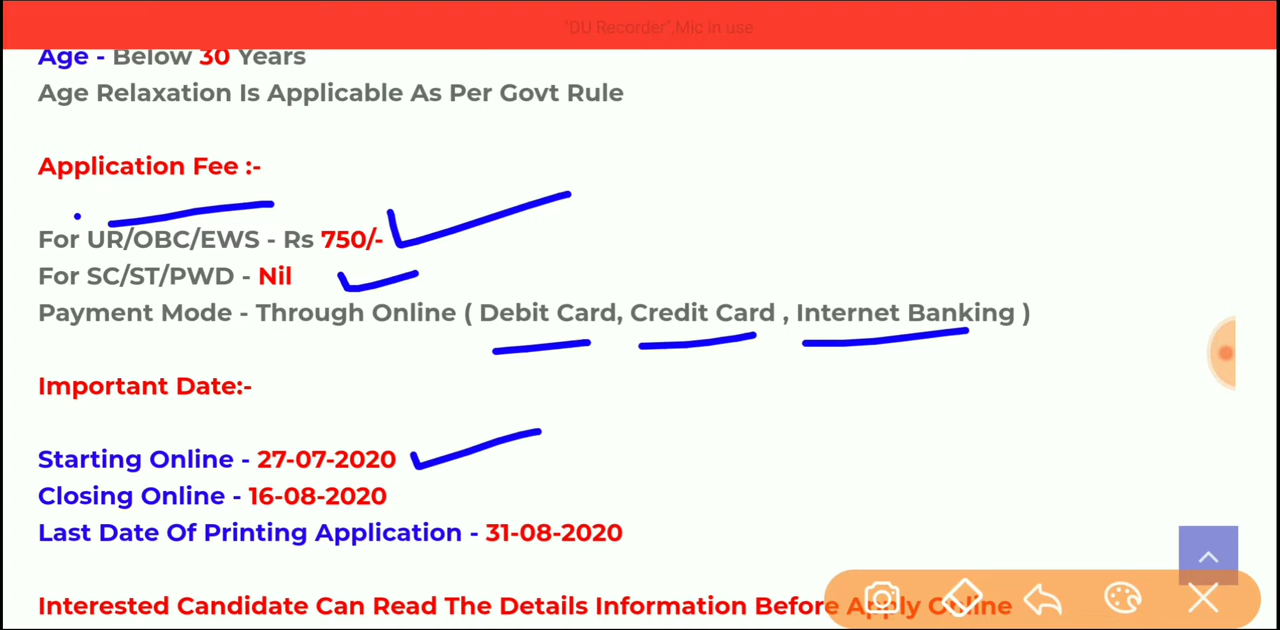 "DU Recorder",Mic in use
Age - Below 30 Years
Age Relaxation Is Applicable As Per Govt Rule
Application Fee :-
For UR/OBC/EWS - Rs 750/-
For SC/ST/PWD - Nil
Payment Mode - Through Online ( Debit Card, Credit Card , Internet Banking )
Important Date:-
Starting Online - 27-07-2020
Closing Online - 16-08-2020
Last Date Of Printing Application - 31-08-2020
Interested Candidate Can Read The Details Information Before Apply Online